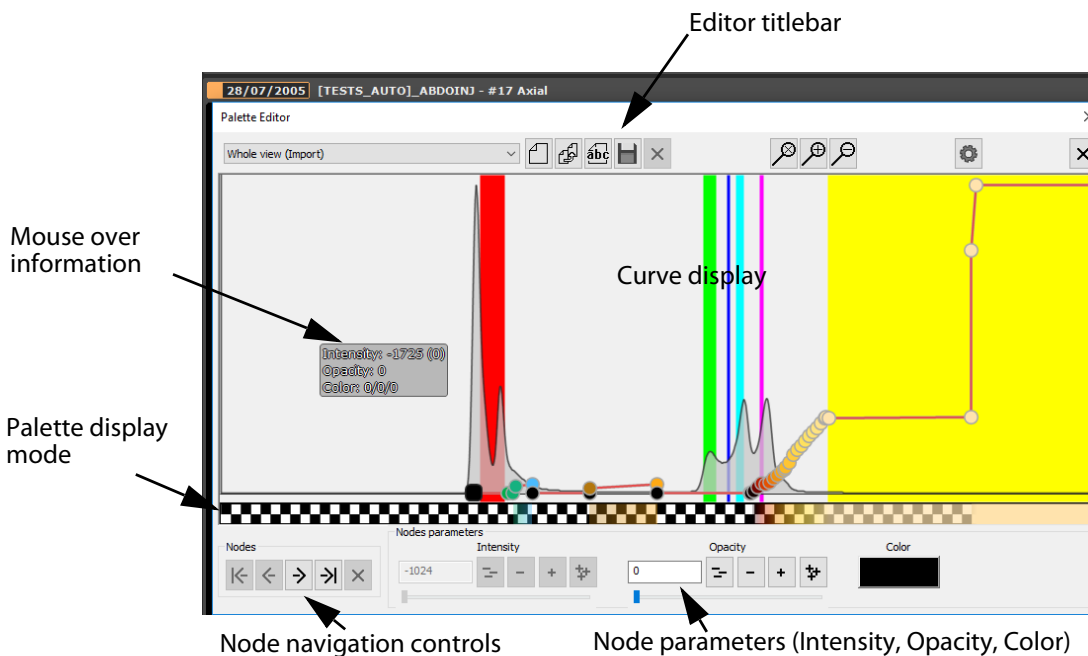 Editor titlebar
28/07/2005 [TESTS_AUTO]_ABDOINJ - #17 Axial
Palette Editor
Whole view (Import)
abc
Mouse over
information
Curve display
Intensity: -1725 (0)
Opacity: 0
Color: 0/0/0
Palette display
mode
Nodes
Nodes parameters
Intensity
Opacity
Color
-1024
0
Node navigation controls
Node parameters (Intensity, Opacity, Color)